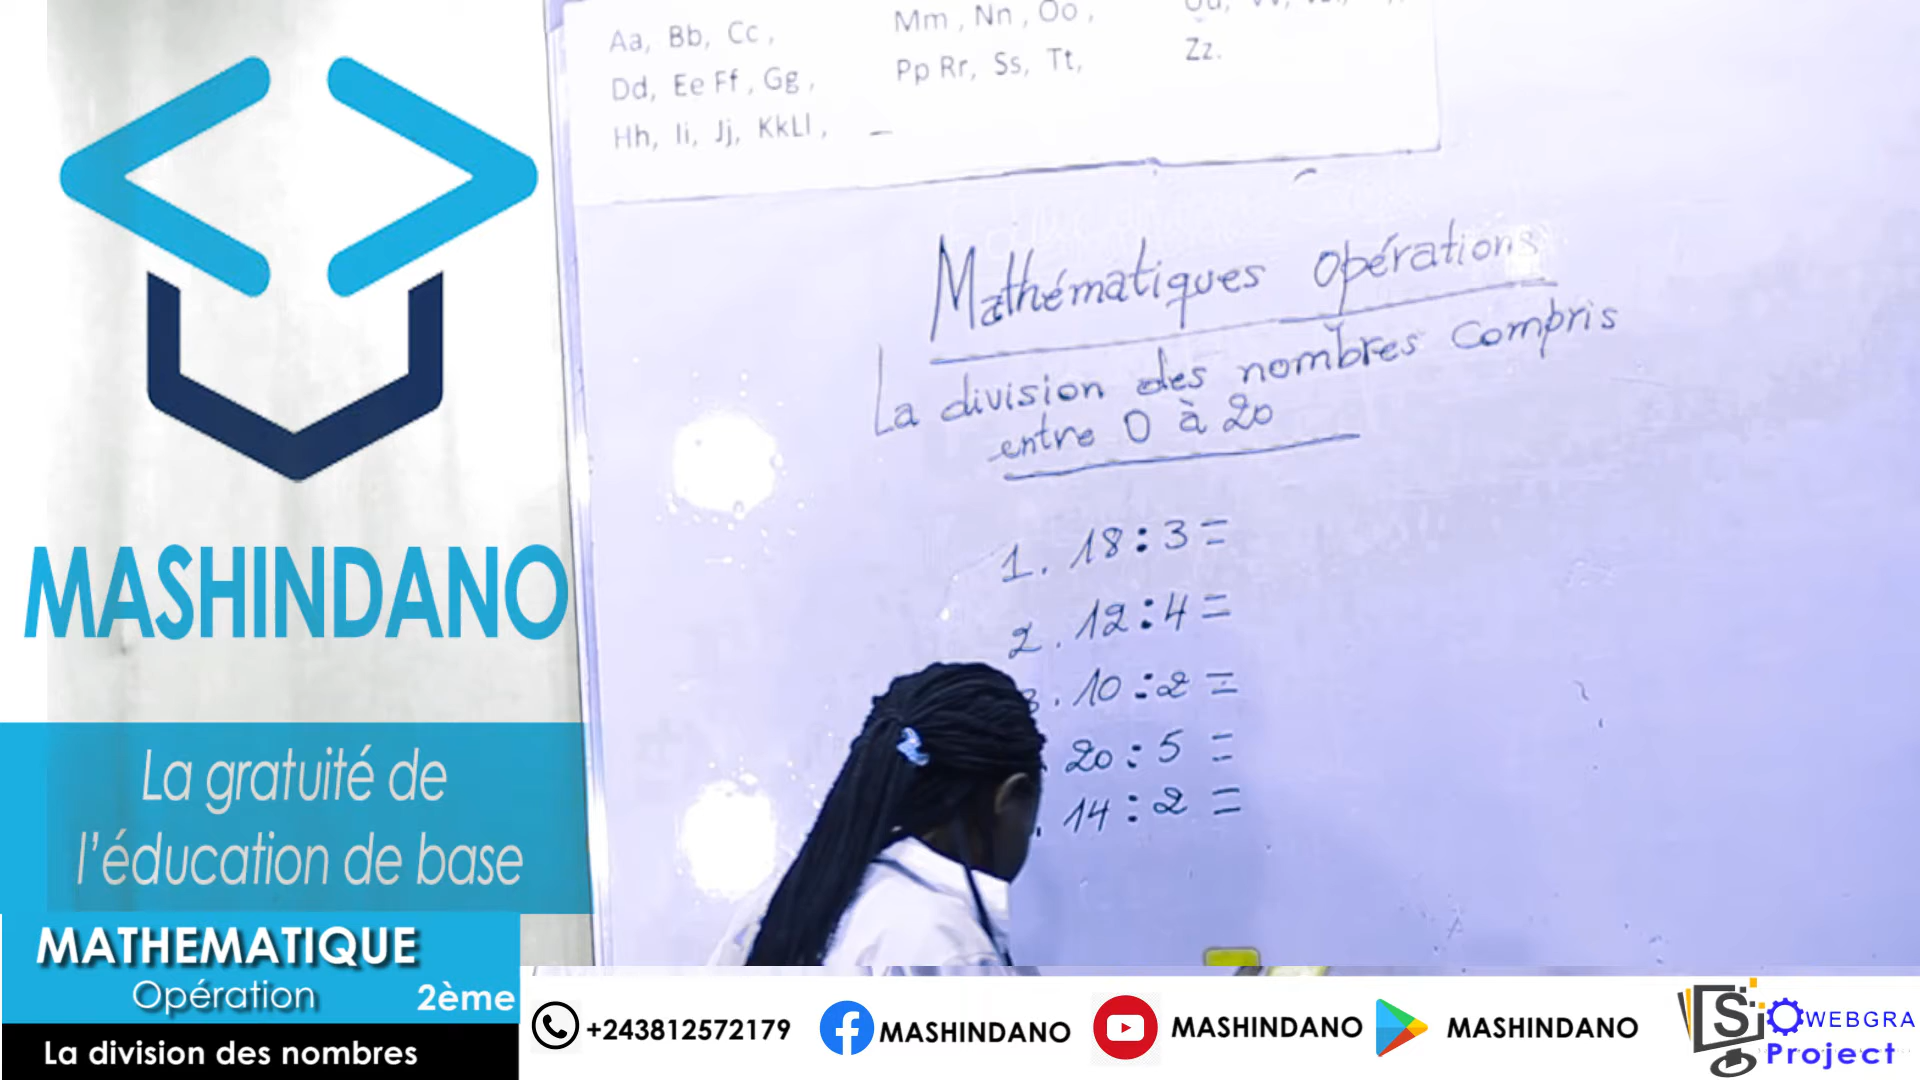 Aa, Bb, Cc,
Dd, Ee Ff, Gg,
Hh, Ii, Jj, KkLl,
Mm, Nn, Oo,
Pp Rr, Ss, Tt,
Zz.
Mathématiques opérations
La division des nombres compris
entre 0 à 20
1. 18:3=
2. 12:4=
3. 10:2=
20:5=
. 14:2=
MASHINDANO
La gratuité de
l'éducation de base
MATHEMATIQUE
Opération
2ème
La division des nombres
+243812572179
MASHINDANO
MASHINDANO
MASHINDANO
WEBGRA
Project